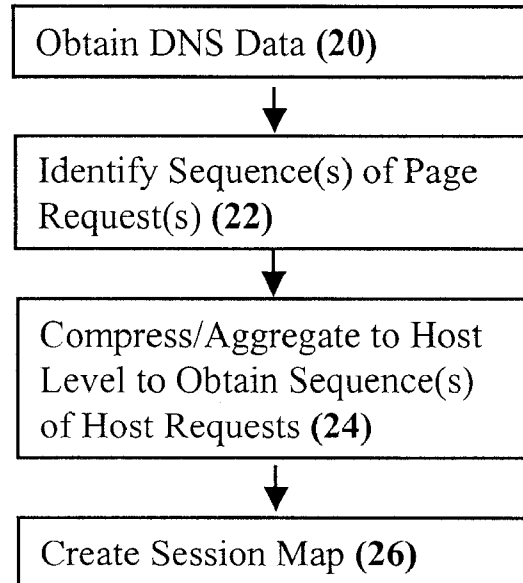 Obtain DNS Data (20)
Identify Sequence(s) of Page
Request(s) (22)
Compress/Aggregate to Host
Level to Obtain Sequence(s)
of Host Requests (24)
Create Session Map (26)